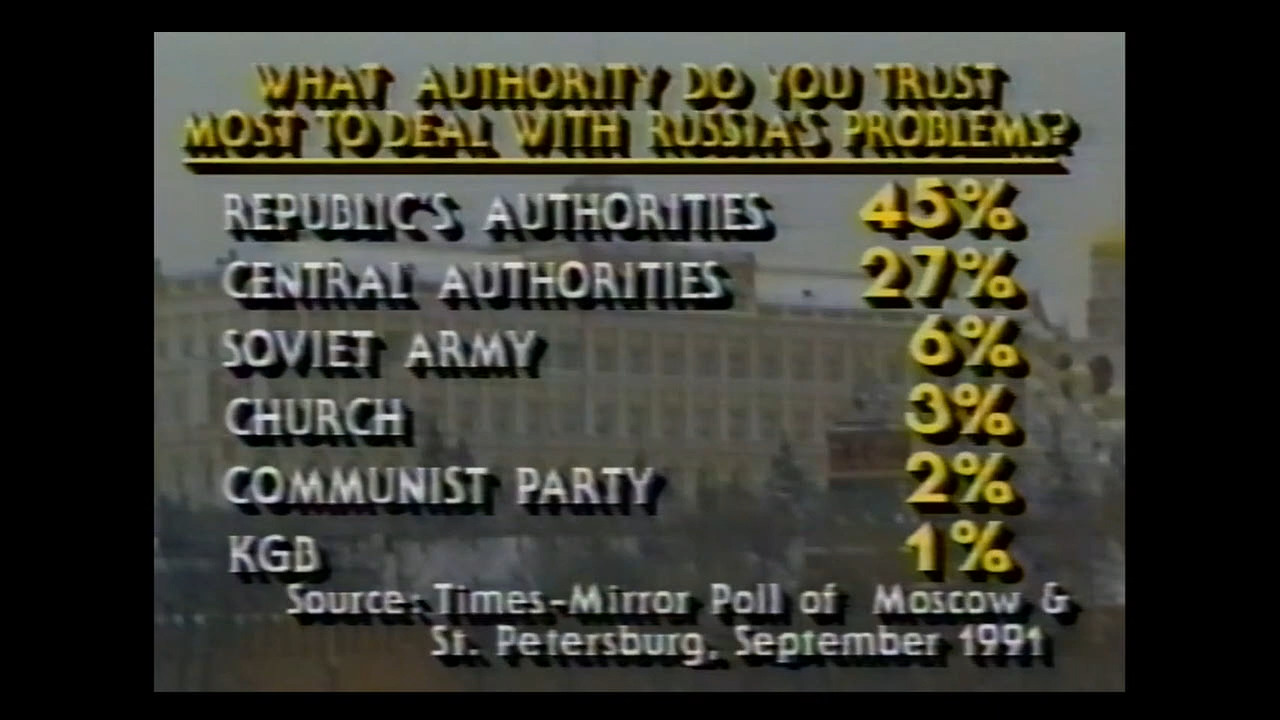 WHAT AUTHORITY DO YOU TRUST
MOST TO DEAL WITH RUSSIA'S PROBLEMS?
REPUBLIC'S AUTHORITIES 45%
CENTRAL AUTHORITIES 27%
SOVIET ARMY 6%
CHURCH 3%
COMMUNIST PARTY 2%
KGB 1%
Source: Times-Mirror Poll of Moscow &
St. Petersburg, September 1991